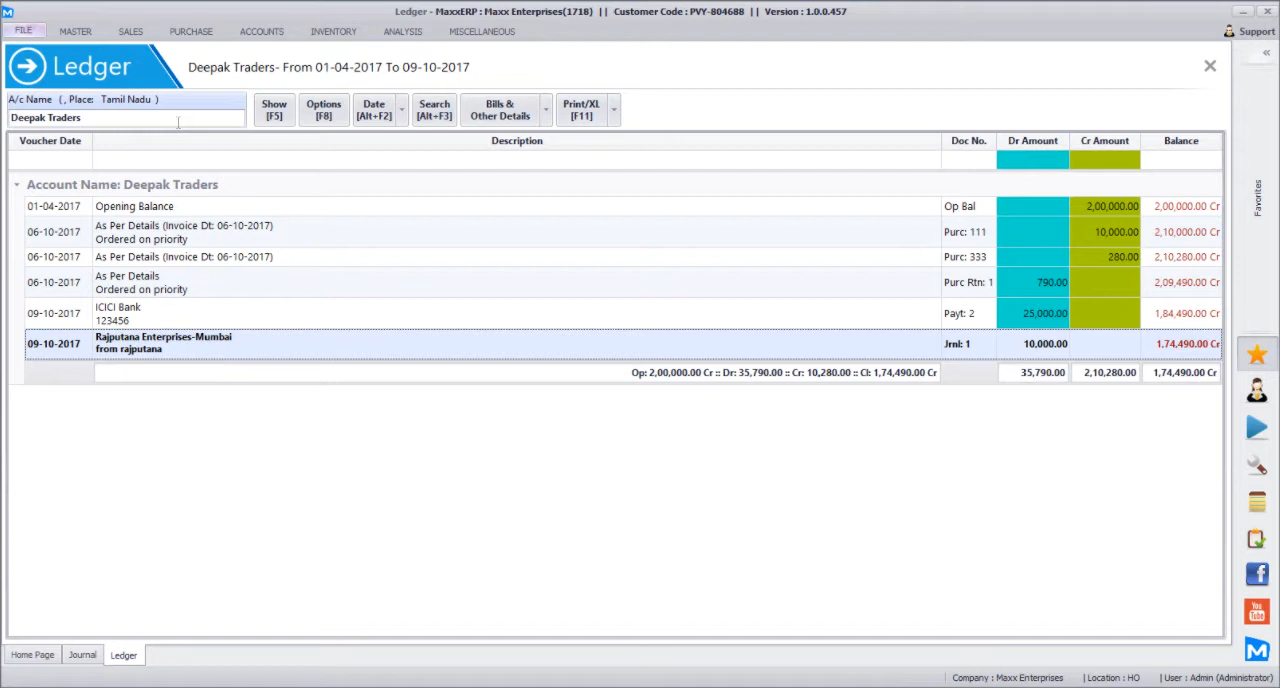 Ledger - MaxxERP : Maxx Enterprises(1718) || Customer Code : PVY-804688 || Version : 1.0.0.457
FILE MASTER SALES PURCHASE ACCOUNTS INVENTORY ANALYSIS MISCELLANEOUS Support
Ledger Deepak Traders- From 01-04-2017 To 09-10-2017
A/c Name ( , Place: Tamil Nadu )
Deepak Traders
Show [F5]
Options [F8]
Date [Alt+F2]
Search [Alt+F3]
Bills & Other Details
Print/XL [F11]
Voucher Date Description Doc No. Dr Amount Cr Amount Balance
Account Name: Deepak Traders
01-04-2017 Opening Balance Op Bal 2,00,000.00 2,00,000.00 Cr
06-10-2017 As Per Details (Invoice Dt: 06-10-2017) Purc: 111 10,000.00 2,10,000.00 Cr
Ordered on priority
06-10-2017 As Per Details (Invoice Dt: 06-10-2017) Purc: 333 280.00 2,10,280.00 Cr
06-10-2017 As Per Details Purc Rtn: 1 790.00 2,09,490.00 Cr
Ordered on priority
09-10-2017 ICICI Bank Payt: 2 25,000.00 1,84,490.00 Cr
123456
09-10-2017 Rajputana Enterprises-Mumbai Jrnl: 1 10,000.00 1,74,490.00 Cr
from rajputana
Op: 2,00,000.00 Cr :: Dr: 35,790.00 :: Cr: 10,280.00 :: Cl: 1,74,490.00 Cr 35,790.00 2,10,280.00 1,74,490.00 Cr
Favorites
You
Tube
Home Page Journal Ledger
Company : Maxx Enterprises | Location : HO | User : Admin (Administrator)